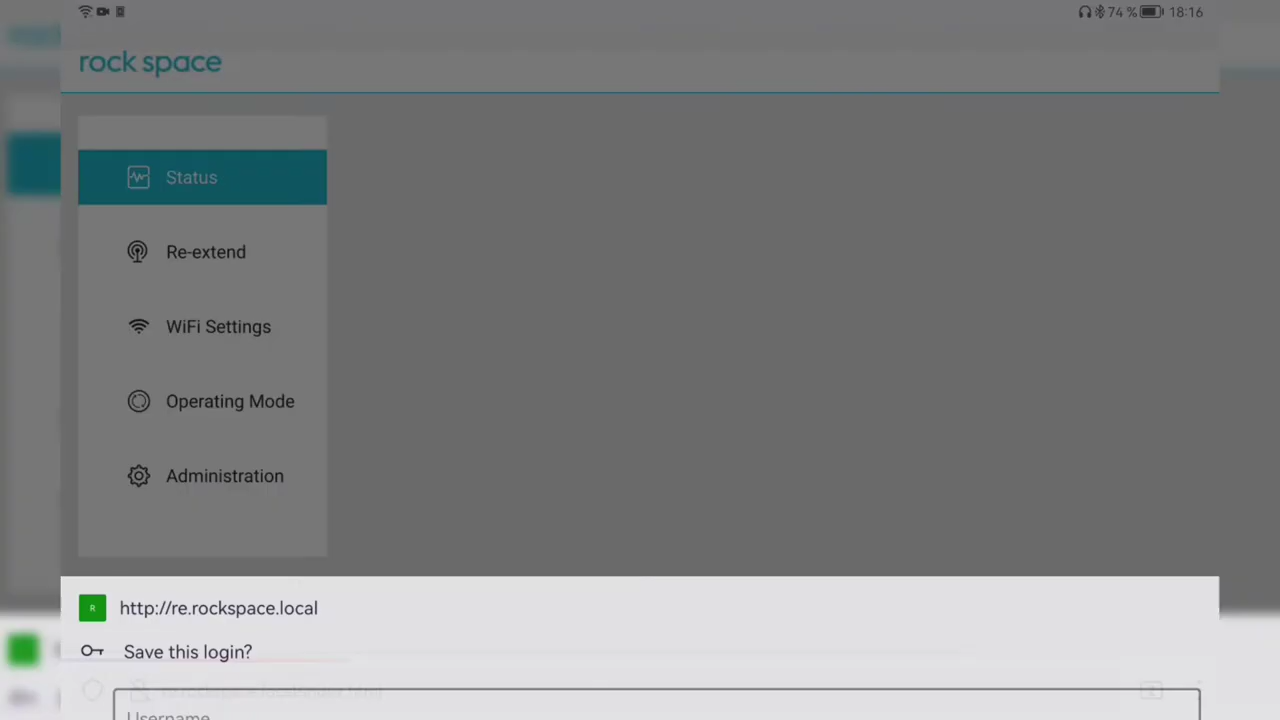 74 % 18:16
rock space
Status
Re-extend
WiFi Settings
Operating Mode
Administration
R
http://re.rockspace.local
Save this login?
Username